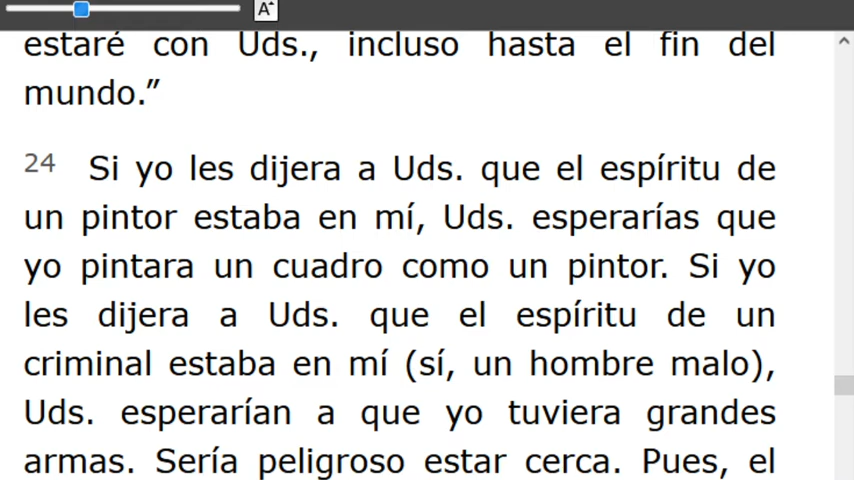 A
estaré con Uds., incluso hasta el fin del
mundo.”
24 Si yo les dijera a Uds. que el espíritu de
un pintor estaba en mí, Uds. esperarías que
yo pintara un cuadro como un pintor. Si yo
les dijera a Uds. que el espíritu de un
criminal estaba en mí (sí, un hombre malo),
Uds. esperarían a que yo tuviera grandes
armas. Sería peligroso estar cerca. Pues, el